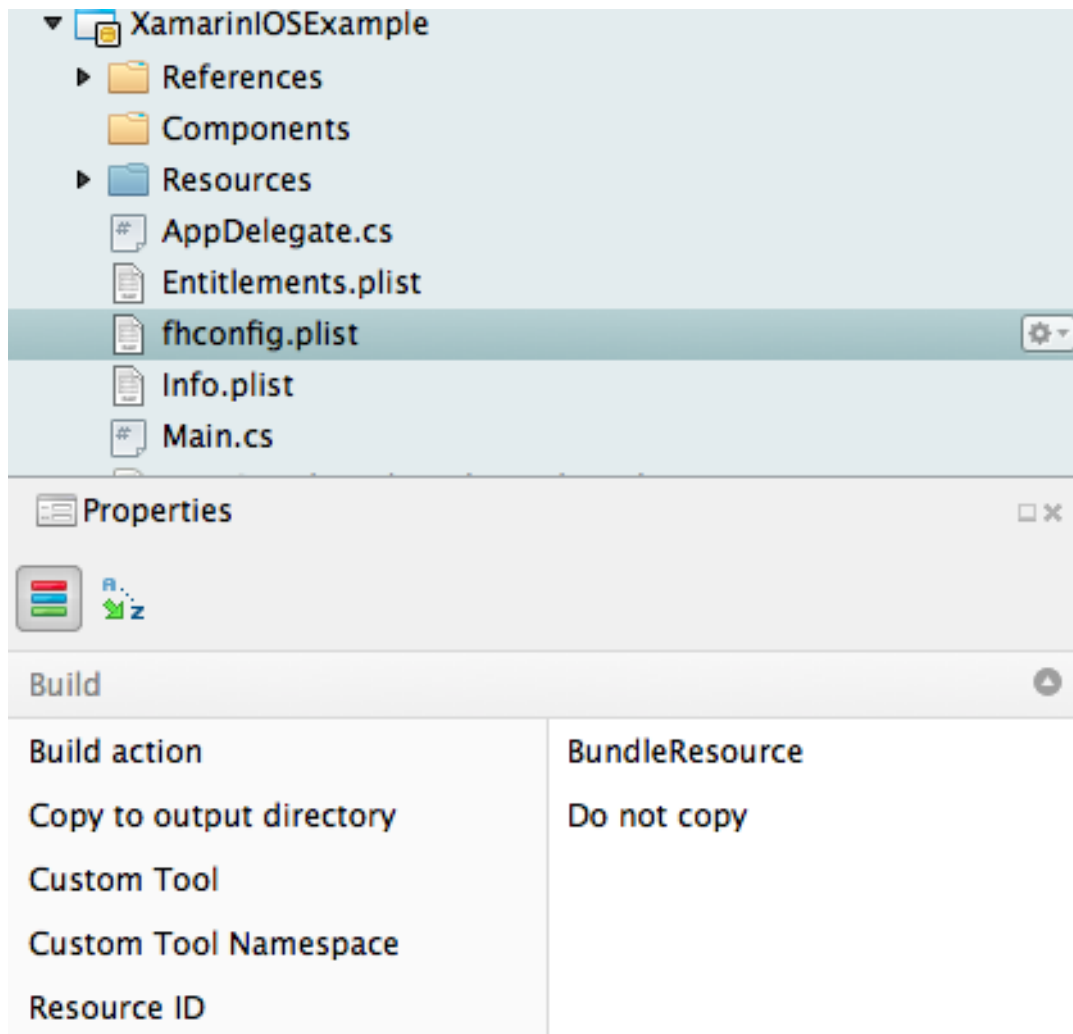 XamarinIOSExample
References
Components
Resources
AppDelegate.cs
Entitlements.plist
fhconfig.plist
Info.plist
Main.cs
Properties
Build
Build action BundleResource
Copy to output directory Do not copy
Custom Tool
Custom Tool Namespace
Resource ID